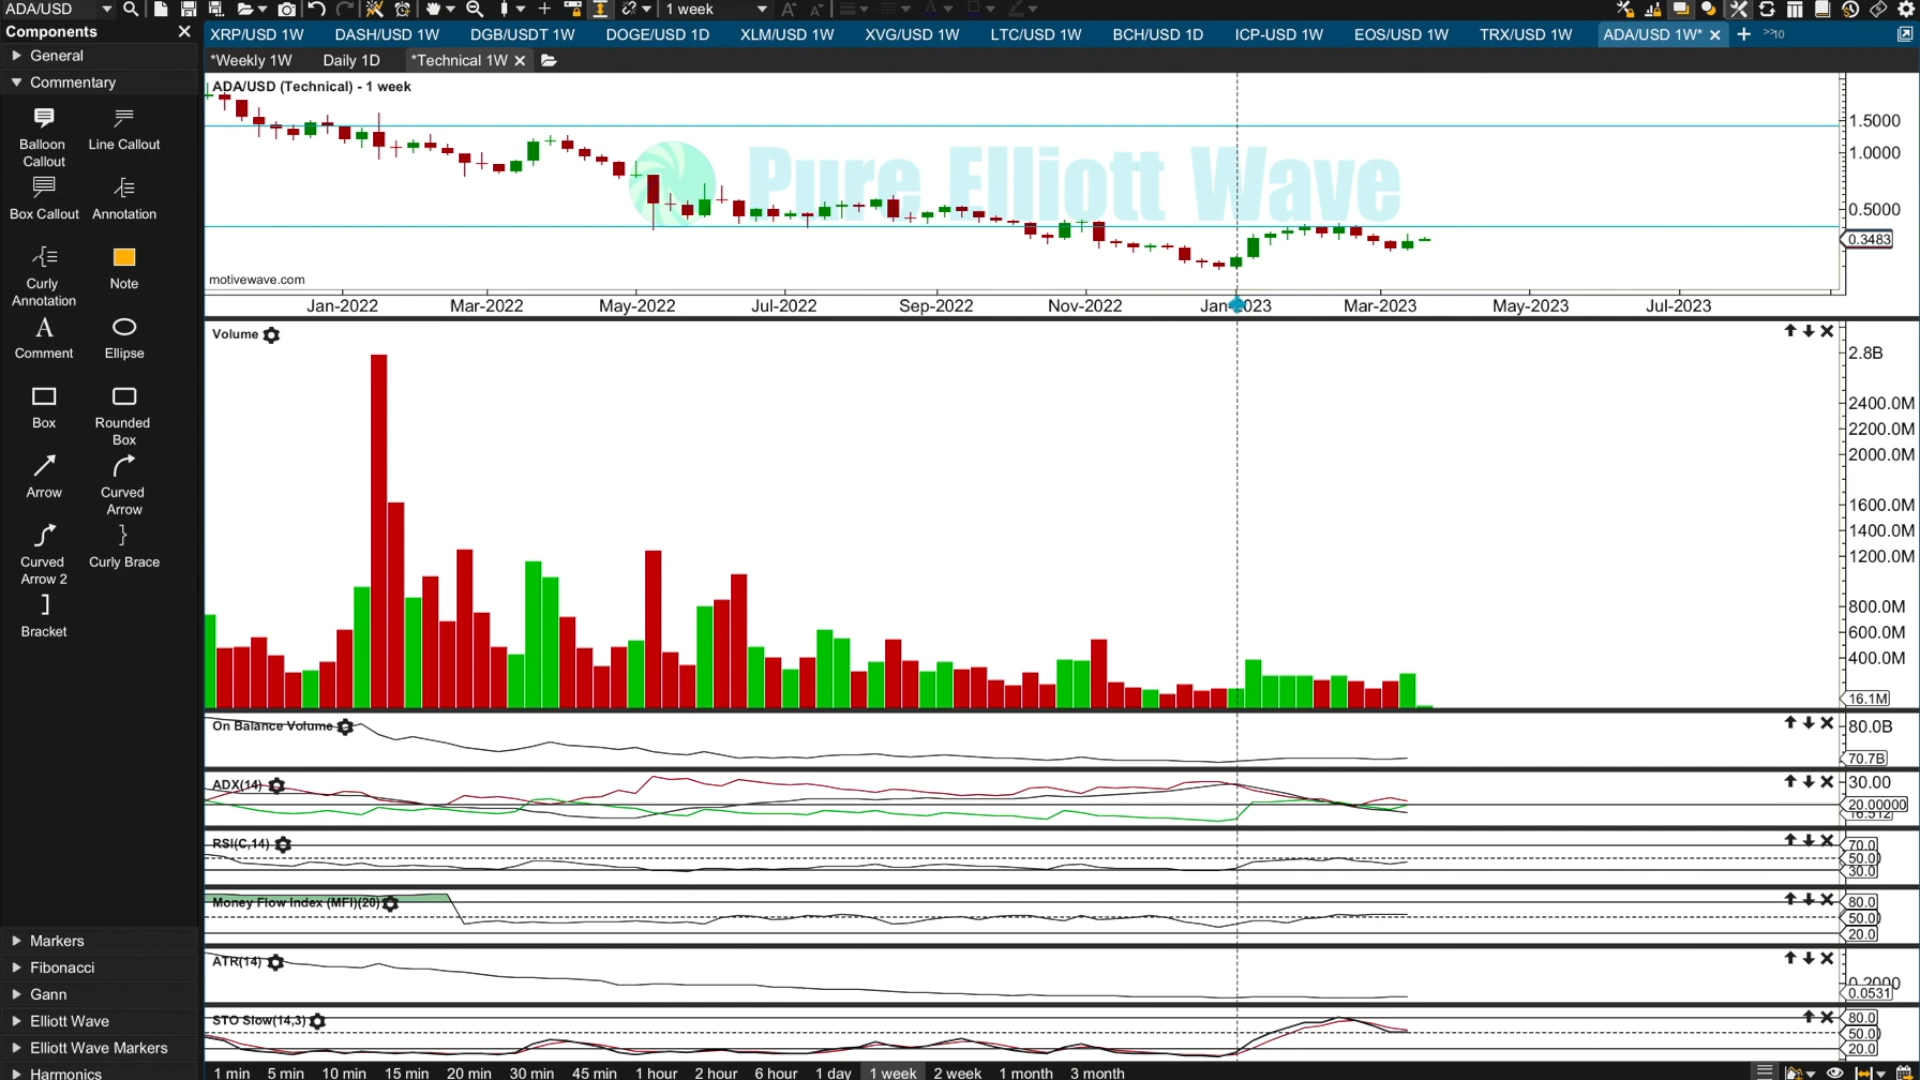 ADA/USD
1 week
Components
XRP/USD 1W
DASH/USD 1W
DGB/USDT 1W
DOGE/USD 1D
XLM/USD 1W
XVG/USD 1W
LTC/USD 1W
BCH/USD 1D
ICP-USD 1W
EOS/USD 1W
TRX/USD 1W
ADA/USD 1W*
>>10
General
*Weekly 1W
Daily 1D
*Technical 1W
Commentary
Balloon Callout
Line Callout
Box Callout
Annotation
Curly Annotation
Note
Comment
Ellipse
Box
Rounded Box
Arrow
Curved Arrow
Curved Arrow 2
Curly Brace
Bracket
Markers
Fibonacci
Gann
Elliott Wave
Elliott Wave Markers
Harmonics
ADA/USD (Technical) - 1 week
Pure Elliott Wave
motivewave.com
1.5000
1.0000
0.5000
0.3483
Jan-2022
Mar-2022
May-2022
Jul-2022
Sep-2022
Nov-2022
Jan-2023
Mar-2023
May-2023
Jul-2023
Volume
2.8B
2400.0M
2200.0M
2000.0M
1600.0M
1400.0M
1200.0M
800.0M
600.0M
400.0M
16.1M
On Balance Volume
80.0B
70.7B
ADX(14)
30.00
20.00000
16.512
RSI(C,14)
70.0
50.0
30.0
Money Flow Index (MFI)(20)
80.0
50.0
20.0
ATR(14)
0.2000
0.0531
STO Slow(14,3)
80.0
50.0
20.0
1 min
5 min
10 min
15 min
20 min
30 min
45 min
1 hour
2 hour
6 hour
1 day
1 week
2 week
1 month
3 month